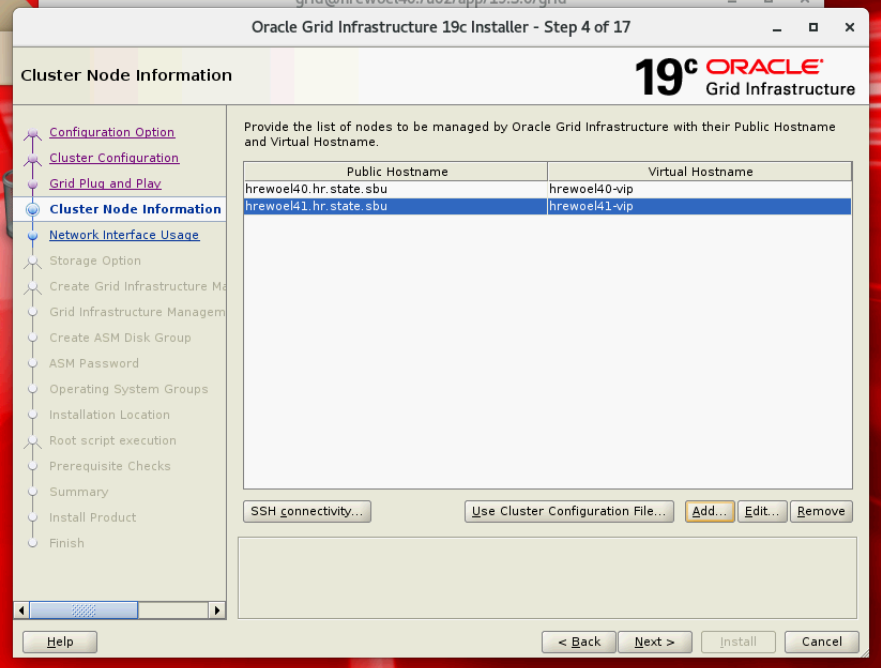 Oracle Grid Infrastructure 19c Installer - Step 4 of 17
Cluster Node Information
19c ORACLE
Grid Infrastructure
Configuration Option
Cluster Configuration
Grid Plug and Play
Cluster Node Information
Network Interface Usage
Storage Option
Create Grid Infrastructure Ma
Grid Infrastructure Managem
Create ASM Disk Group
ASM Password
Operating System Groups
Installation Location
Root script execution
Prerequisite Checks
Summary
Install Product
Finish
Provide the list of nodes to be managed by Oracle Grid Infrastructure with their Public Hostname
and Virtual Hostname.
Public Hostname Virtual Hostname
hrewoel40.hr.state.sbu hrewoel40-vip
hrewoel41.hr.state.sbu hrewoel41-vip
SSH connectivity... Use Cluster Configuration File... Add... Edit... Remove
Help < Back Next > Install Cancel